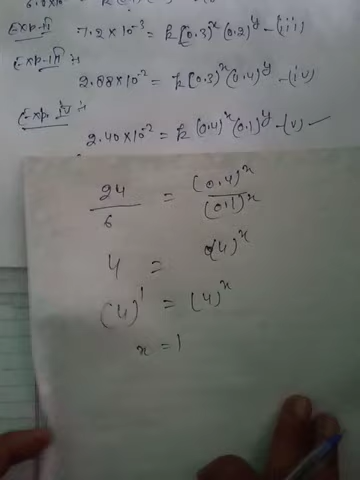 Exp-II 7.2×10⁻³ = k(0.3)ˣ(0.2)ʸ -(iii)
Exp-III
2.88×10⁻² = k(0.3)ˣ(0.4)ʸ -(iv)
Exp. IV
2.40×10⁻² = k(0.4)ˣ(0.1)ʸ -(v)
24/6 = (0.4)ˣ/(0.1)ˣ
4 = (4)ˣ
(4)¹ = (4)ˣ
x = 1